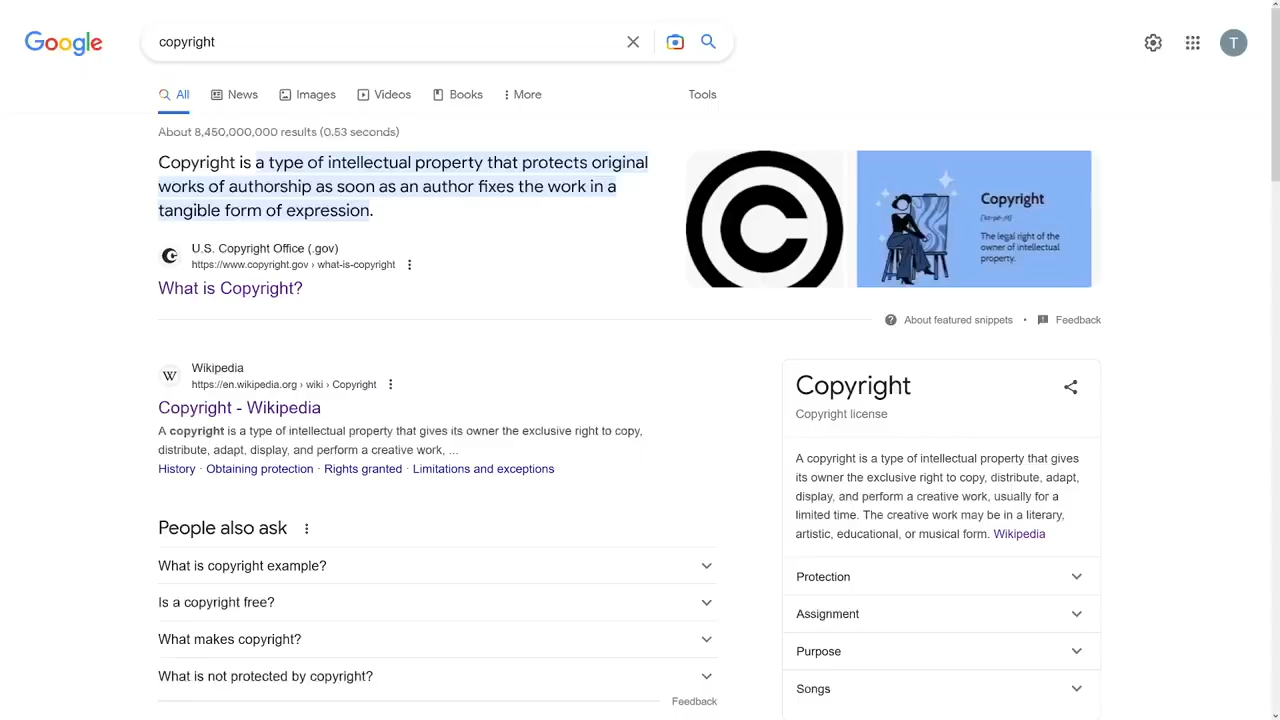 Google
copyright
T
All
News
Images
Videos
Books
More
Tools
About 8,450,000,000 results (0.53 seconds)
Copyright is a type of intellectual property that protects original
works of authorship as soon as an author fixes the work in a
tangible form of expression.
U.S. Copyright Office (.gov)
https://www.copyright.gov › what-is-copyright
What is Copyright?
C
Copyright
The legal right of the
owner of intellectual
property.
About featured snippets • Feedback
W
Wikipedia
https://en.wikipedia.org › wiki › Copyright
Copyright - Wikipedia
A copyright is a type of intellectual property that gives its owner the exclusive right to copy,
distribute, adapt, display, and perform a creative work, ...
History · Obtaining protection · Rights granted · Limitations and exceptions
People also ask
What is copyright example?
Is a copyright free?
What makes copyright?
What is not protected by copyright?
Feedback
Copyright
Copyright license
A copyright is a type of intellectual property that gives
its owner the exclusive right to copy, distribute, adapt,
display, and perform a creative work, usually for a
limited time. The creative work may be in a literary,
artistic, educational, or musical form. Wikipedia
Protection
Assignment
Purpose
Songs